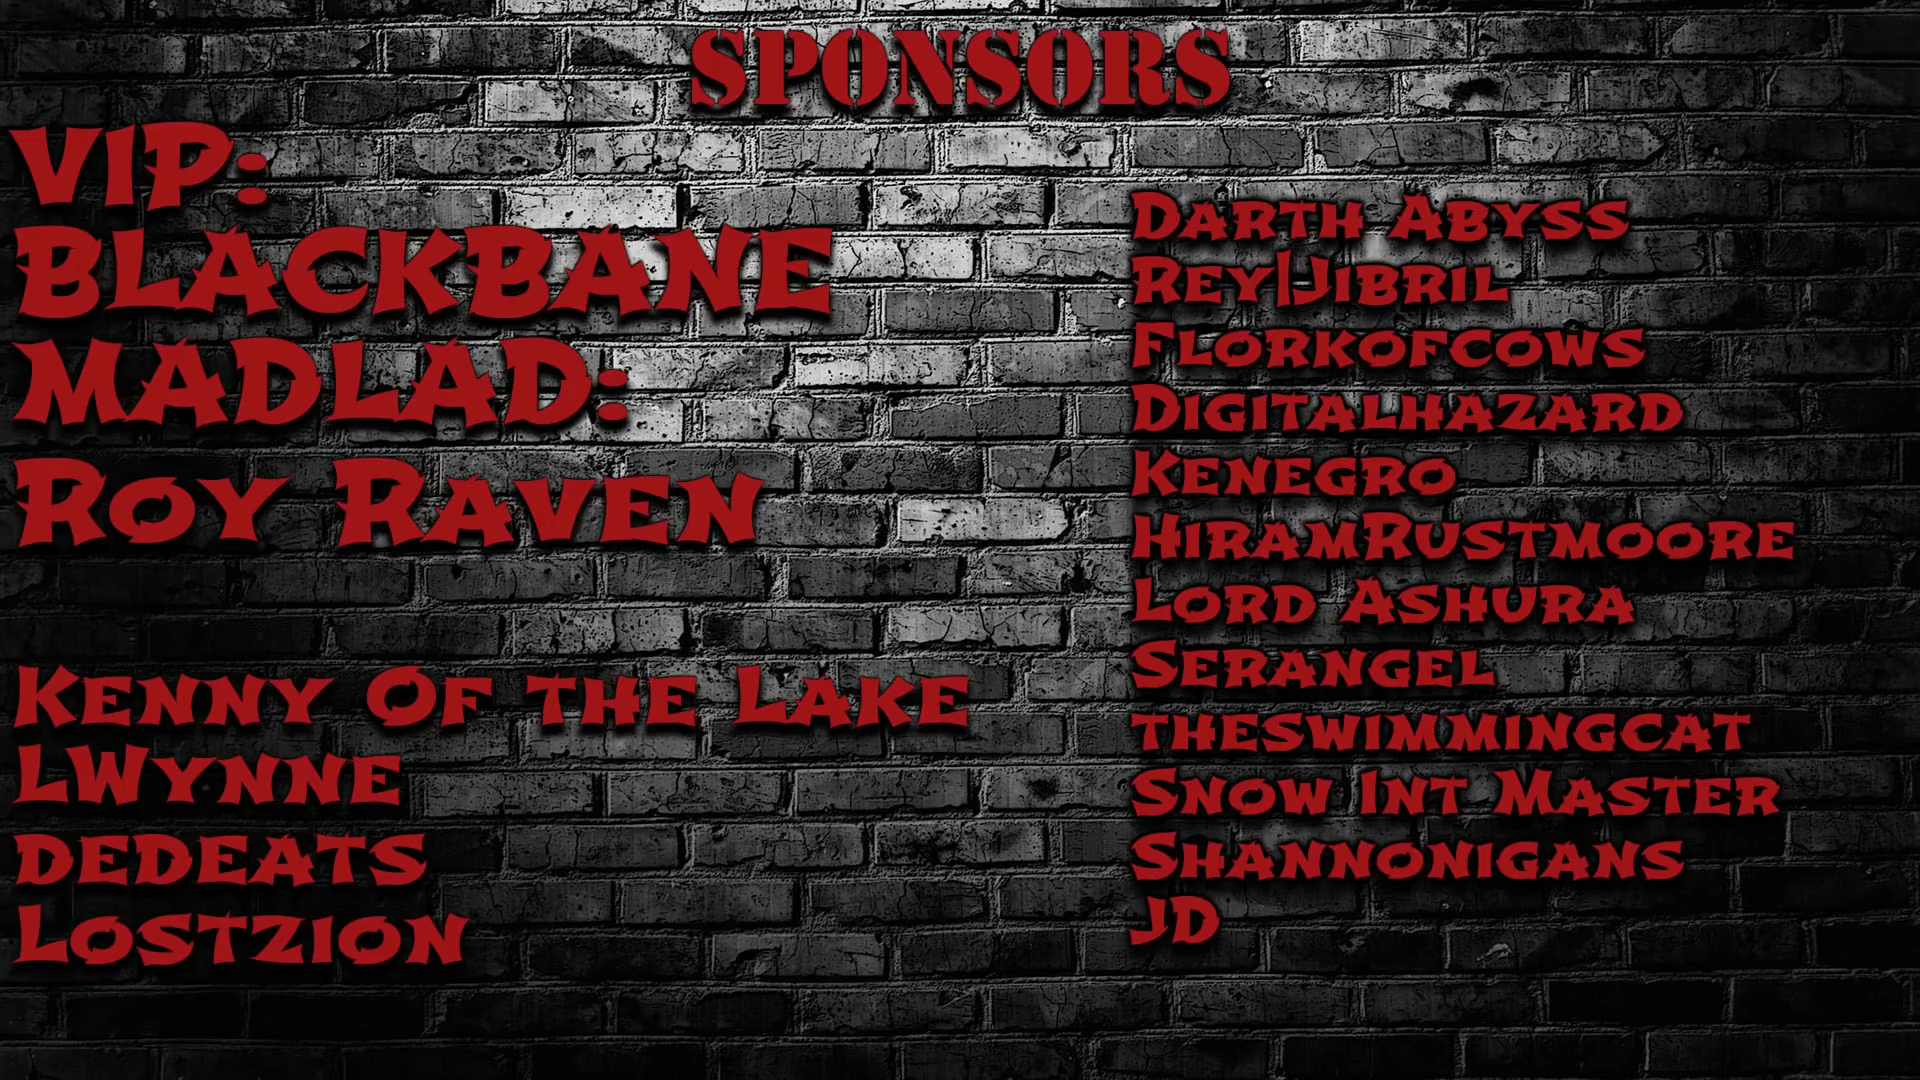 SPONSORS
VIP:
BLACKBANE
MADLAD:
Roy Raven
Kenny Of the Lake
LWynne
dedeats
Lostzion
Darth Abyss
Rey|Jibril
Florkofcows
Digitalhazard
Kenegro
HiramRustmoore
Lord Ashura
Serangel
theswimmingCat
Snow Int Master
Shannonigans
JD